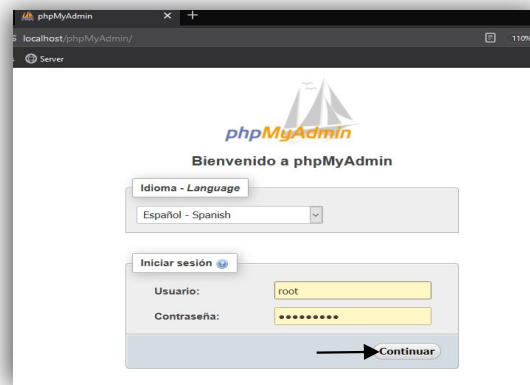 phpMyAdmin
localhost/phpMyAdmin/
110%
Server
phpMyAdmin
Bienvenido a phpMyAdmin
Idioma - Language
Español - Spanish
Iniciar sesión
Usuario:
root
Contraseña:
Continuar